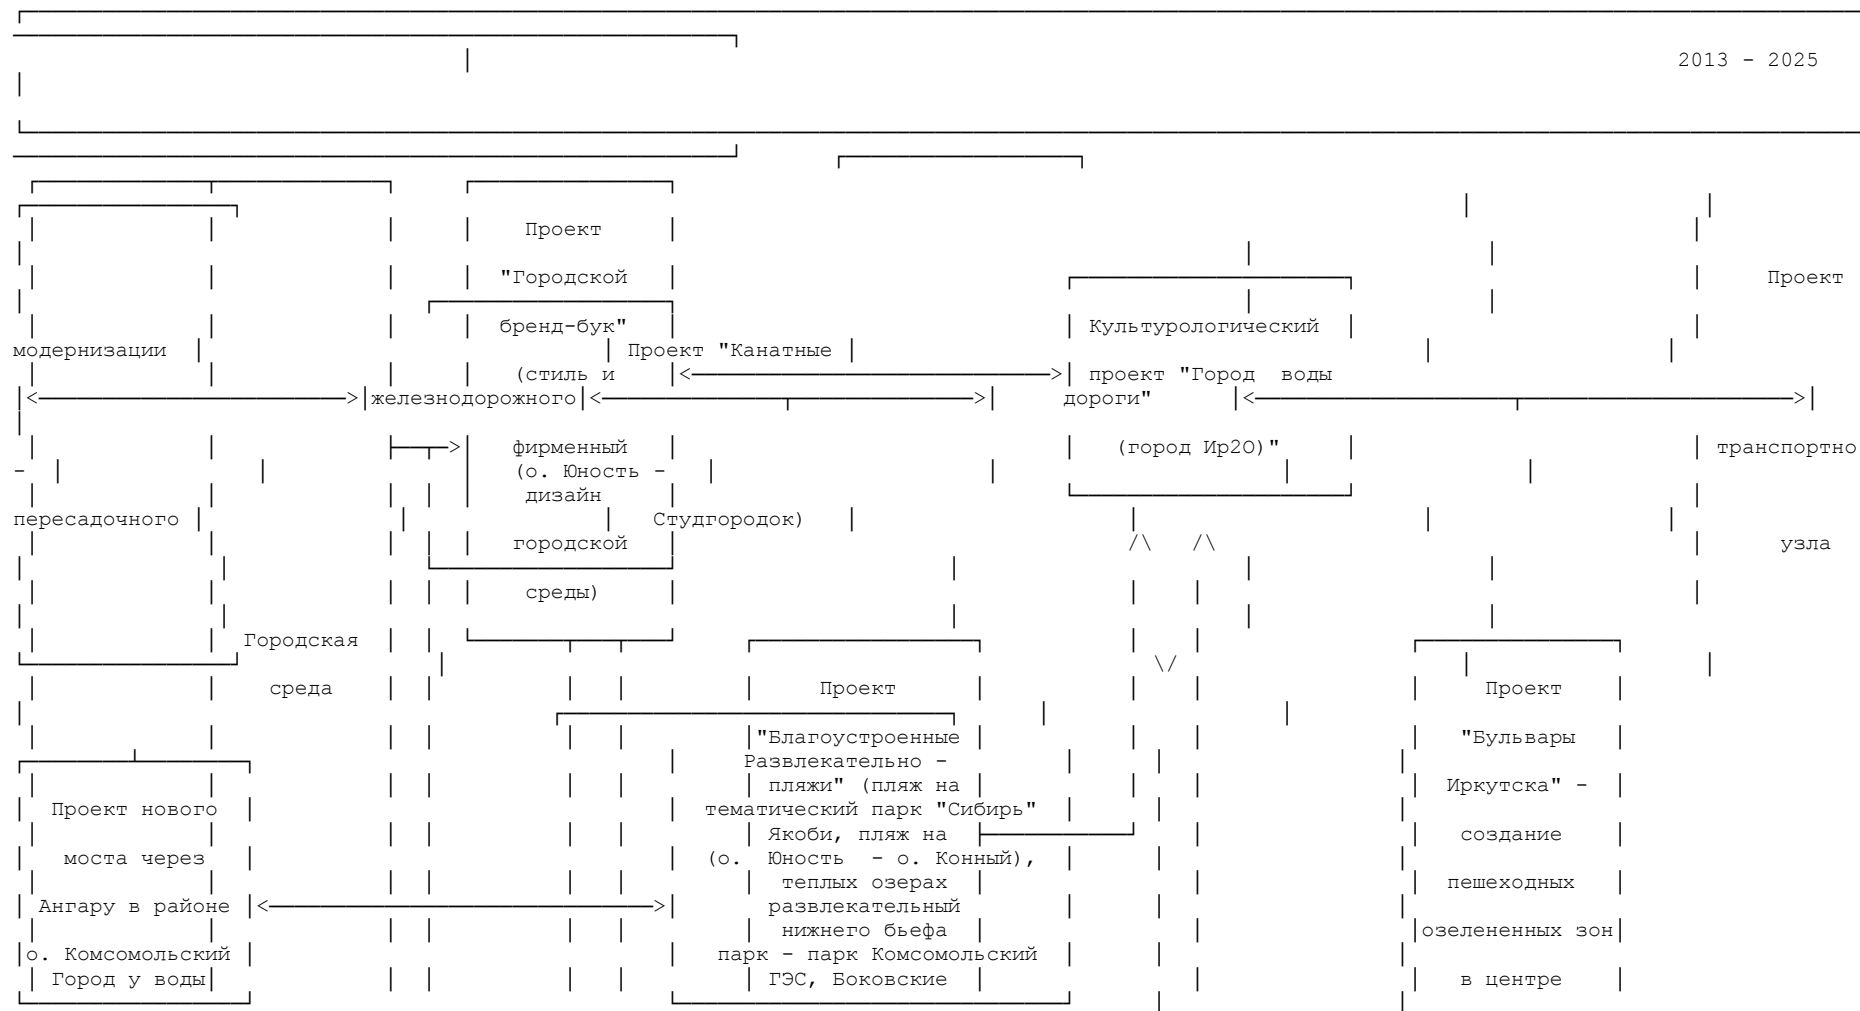 2013 - 2025
Проект
"Городской Проект
бренд-бук" Культурологический
модернизации Проект "Канатные
(стиль и проект "Город воды
железнодорожного дороги"
фирменный (город Ир2О)" транспортно
- (о. Юность -
дизайн
пересадочного Студгородок)
городской узла
среды)
Городская
среда Проект Проект
"Благоустроенные "Бульвары
Развлекательно -
пляжи" (пляж на Иркутска" -
Проект нового тематический парк "Сибирь"
Якоби, пляж на создание
моста через (о. Юность - о. Конный),
теплых озерах пешеходных
Ангару в районе развлекательный
нижнего бьефа озелененных зон
о. Комсомольский парк - парк Комсомольский
Город у воды ГЭС, Боковские в центре